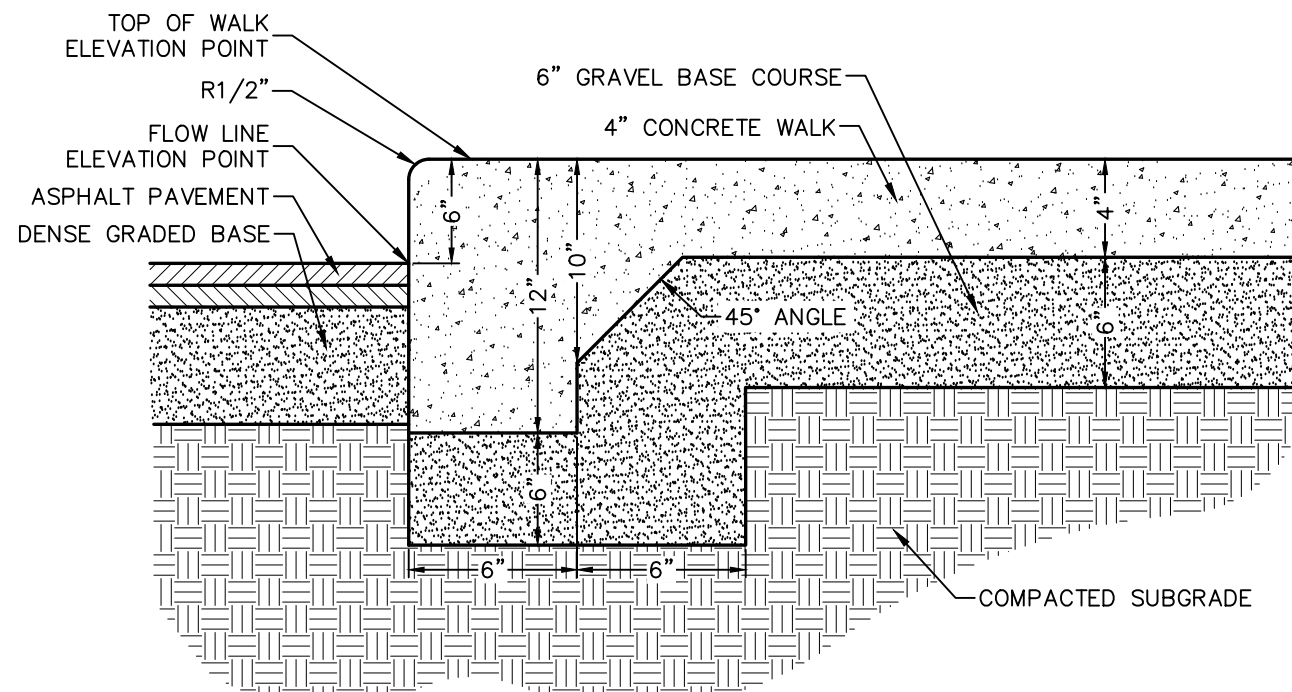 TOP OF WALK
ELEVATION POINT
R1/2”
FLOW LINE
ELEVATION POINT
ASPHALT PAVEMENT
DENSE GRADED BASE
6” GRAVEL BASE COURSE
4” CONCRETE WALK
6”
12”
10”
4”
45° ANGLE
6”
6”
6”
6”
COMPACTED SUBGRADE